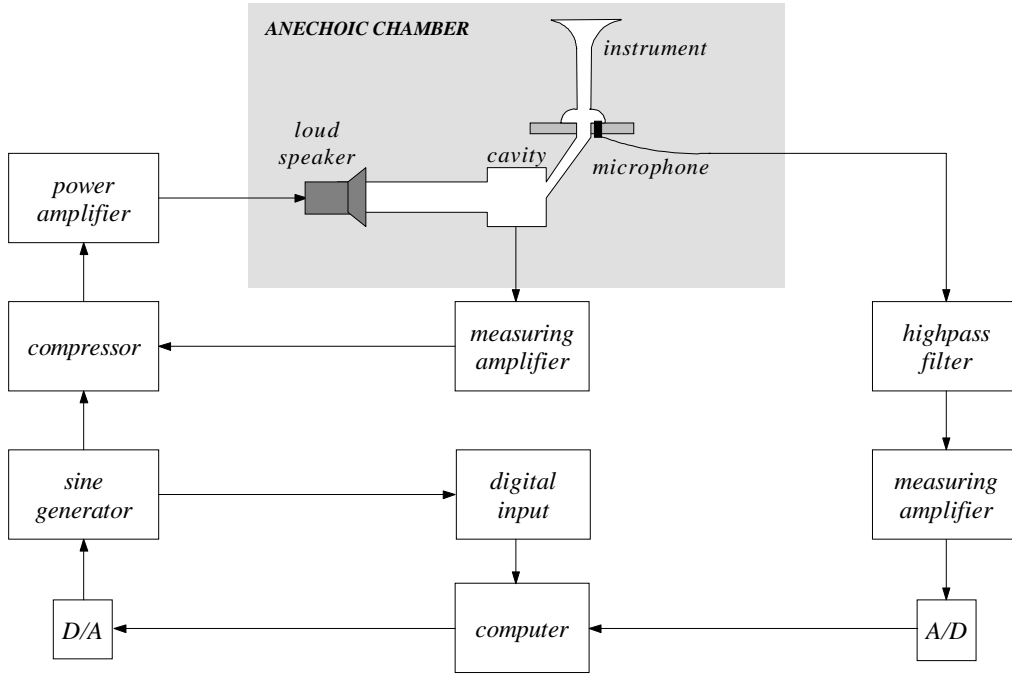 ANECHOIC CHAMBER
instrument
loud
speaker
cavity
microphone
power
amplifier
compressor
measuring
amplifier
highpass
filter
sine
generator
digital
input
measuring
amplifier
D/A
computer
A/D